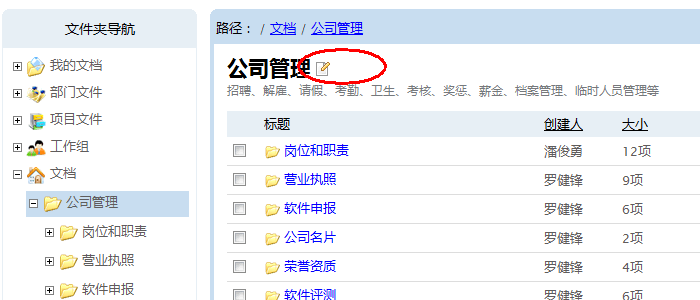 文件夹导航
我的文档
部门文件
项目文件
工作组
文档
公司管理
岗位和职责
营业执照
软件申报
路径： / 文档 / 公司管理
公司管理
招聘、解雇、请假、考勤、卫生、考核、奖惩、薪金、档案管理、临时人员管理等
标题 创建人 大小
岗位和职责 潘俊勇 12项
营业执照 罗健锋 9项
软件申报 罗健锋 6项
公司名片 罗健锋 2项
荣誉资质 罗健锋 4项
软件评测 罗健锋 6项